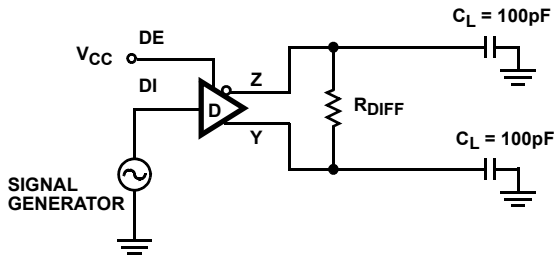 C_L = 100pF
DE
V_CC
DI
Z
D
R_DIFF
Y
C_L = 100pF
SIGNAL
GENERATOR